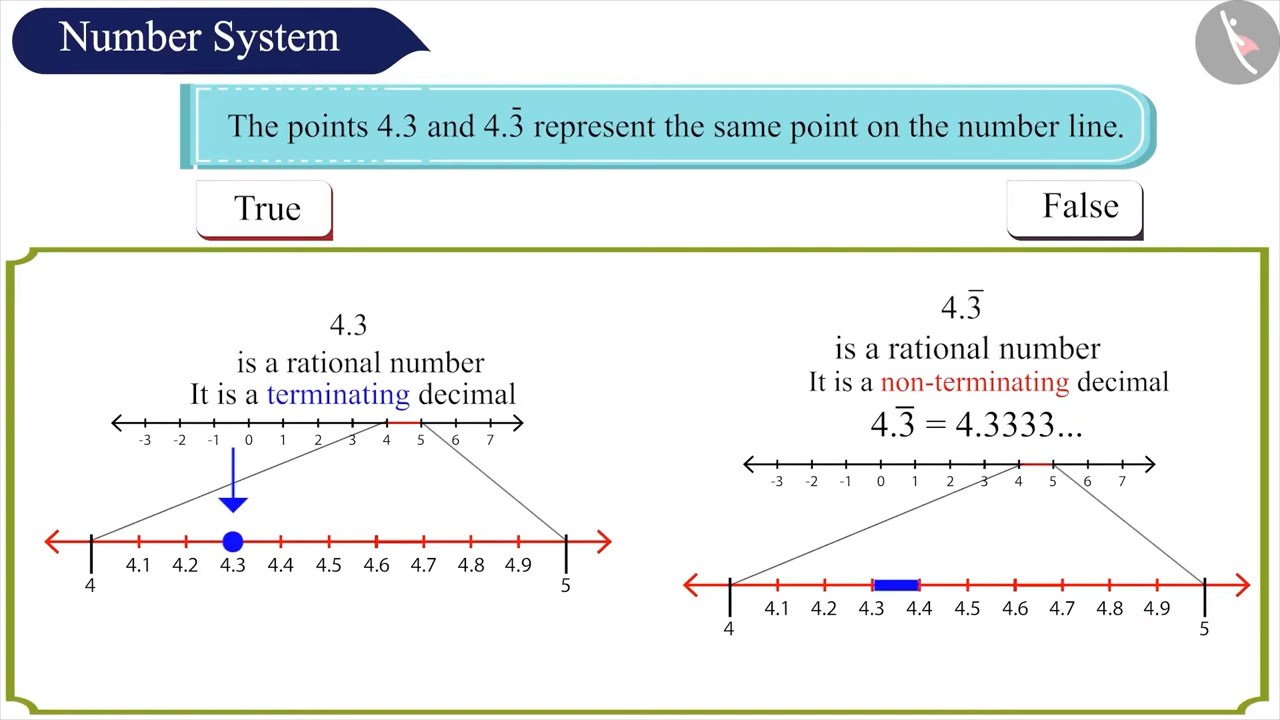 Number System
The points 4.3 and 4.3̅ represent the same point on the number line.
True
False
4.3
is a rational number
It is a terminating decimal
-3 -2 -1 0 1 2 3 4 5 6 7
4.1 4.2 4.3 4.4 4.5 4.6 4.7 4.8 4.9
4 5
4.3̅
is a rational number
It is a non-terminating decimal
4.3̅ = 4.3333...
-3 -2 -1 0 1 2 3 4 5 6 7
4.1 4.2 4.3 4.4 4.5 4.6 4.7 4.8 4.9
4 5